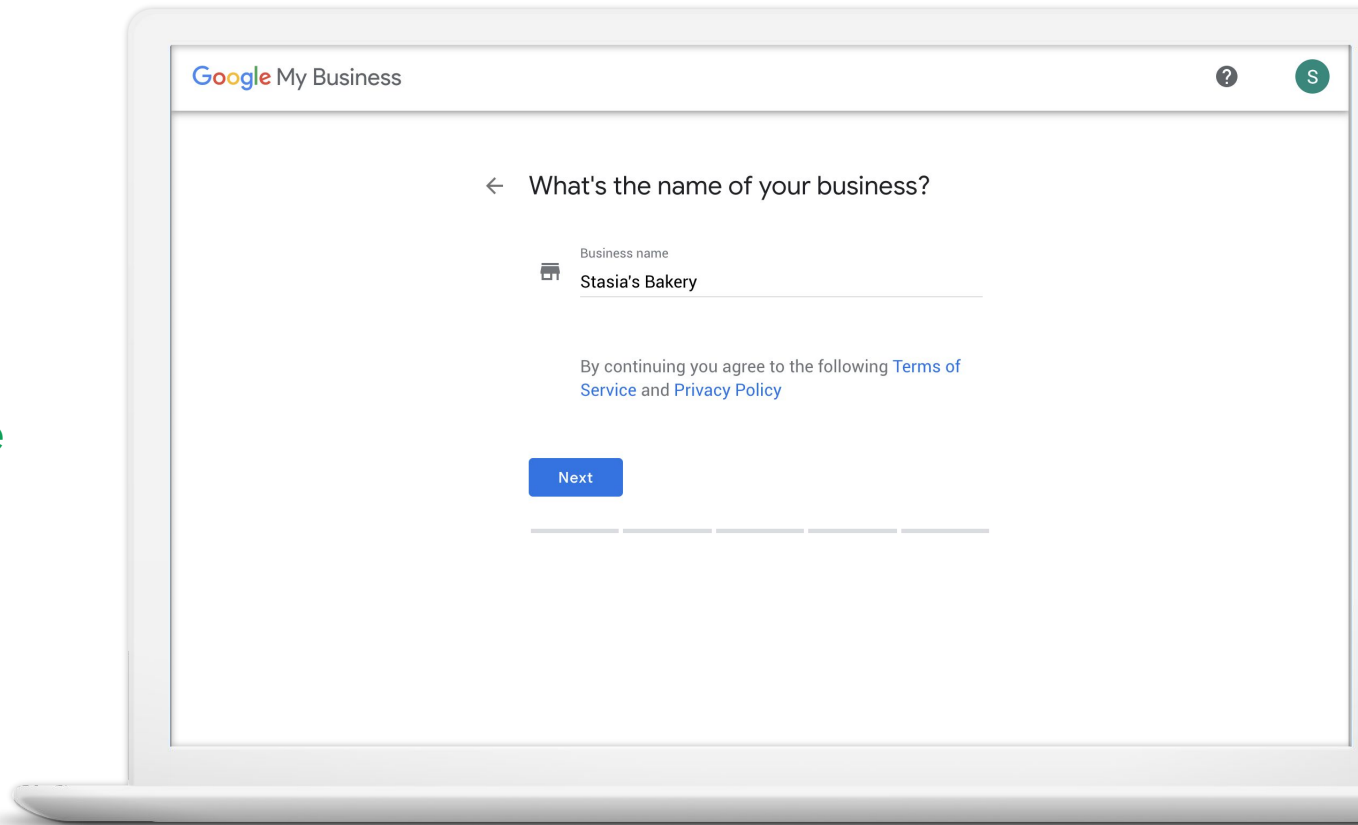 Google My Business
S
What's the name of your business?
Business name
Stasia's Bakery
By continuing you agree to the following Terms of
Service and Privacy Policy
Next